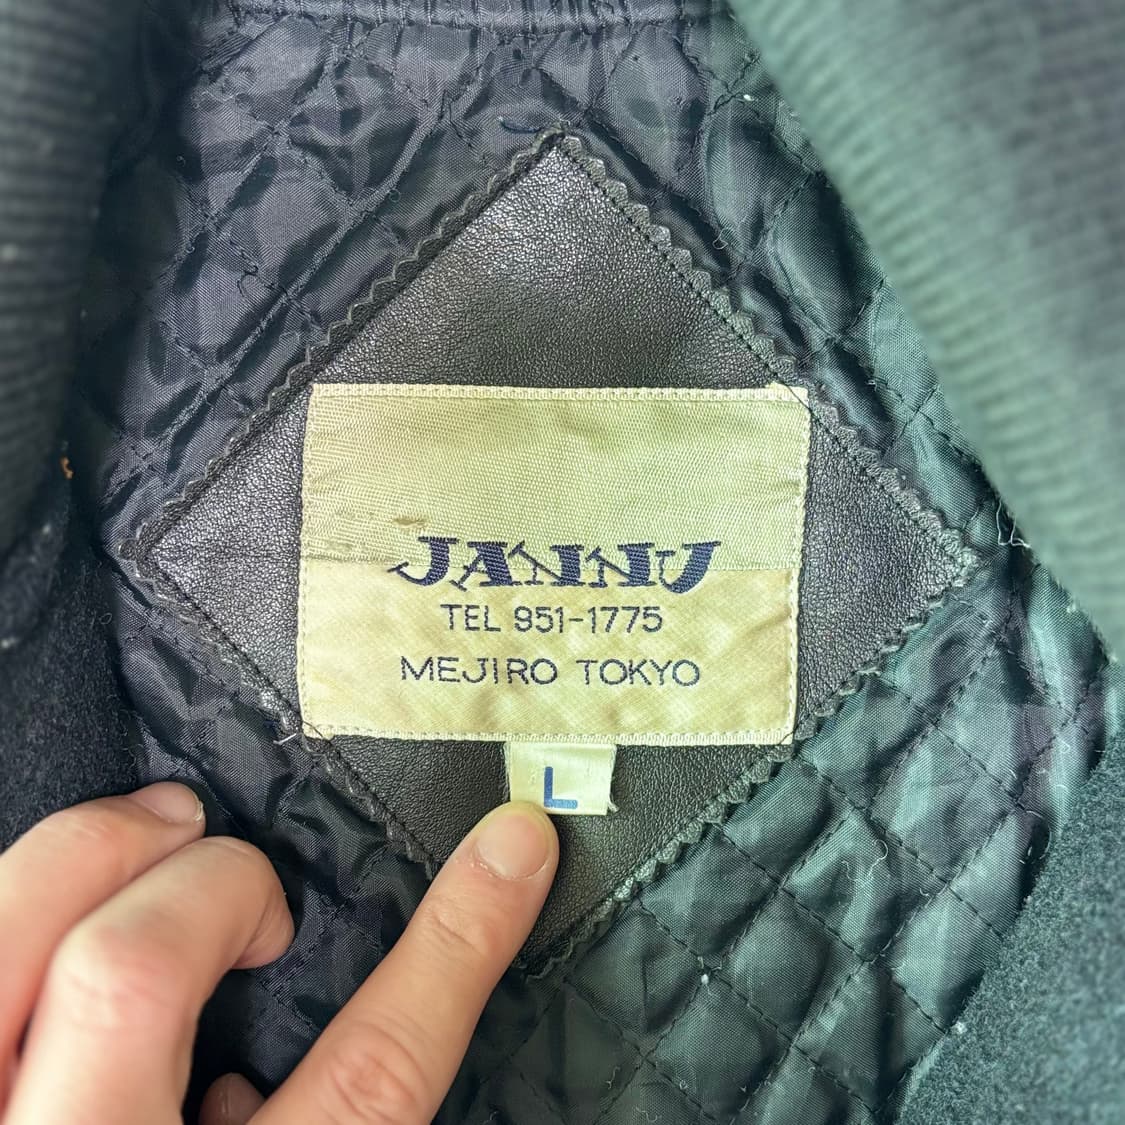 JANNU
TEL 951-1775
MEJIRO TOKYO
L